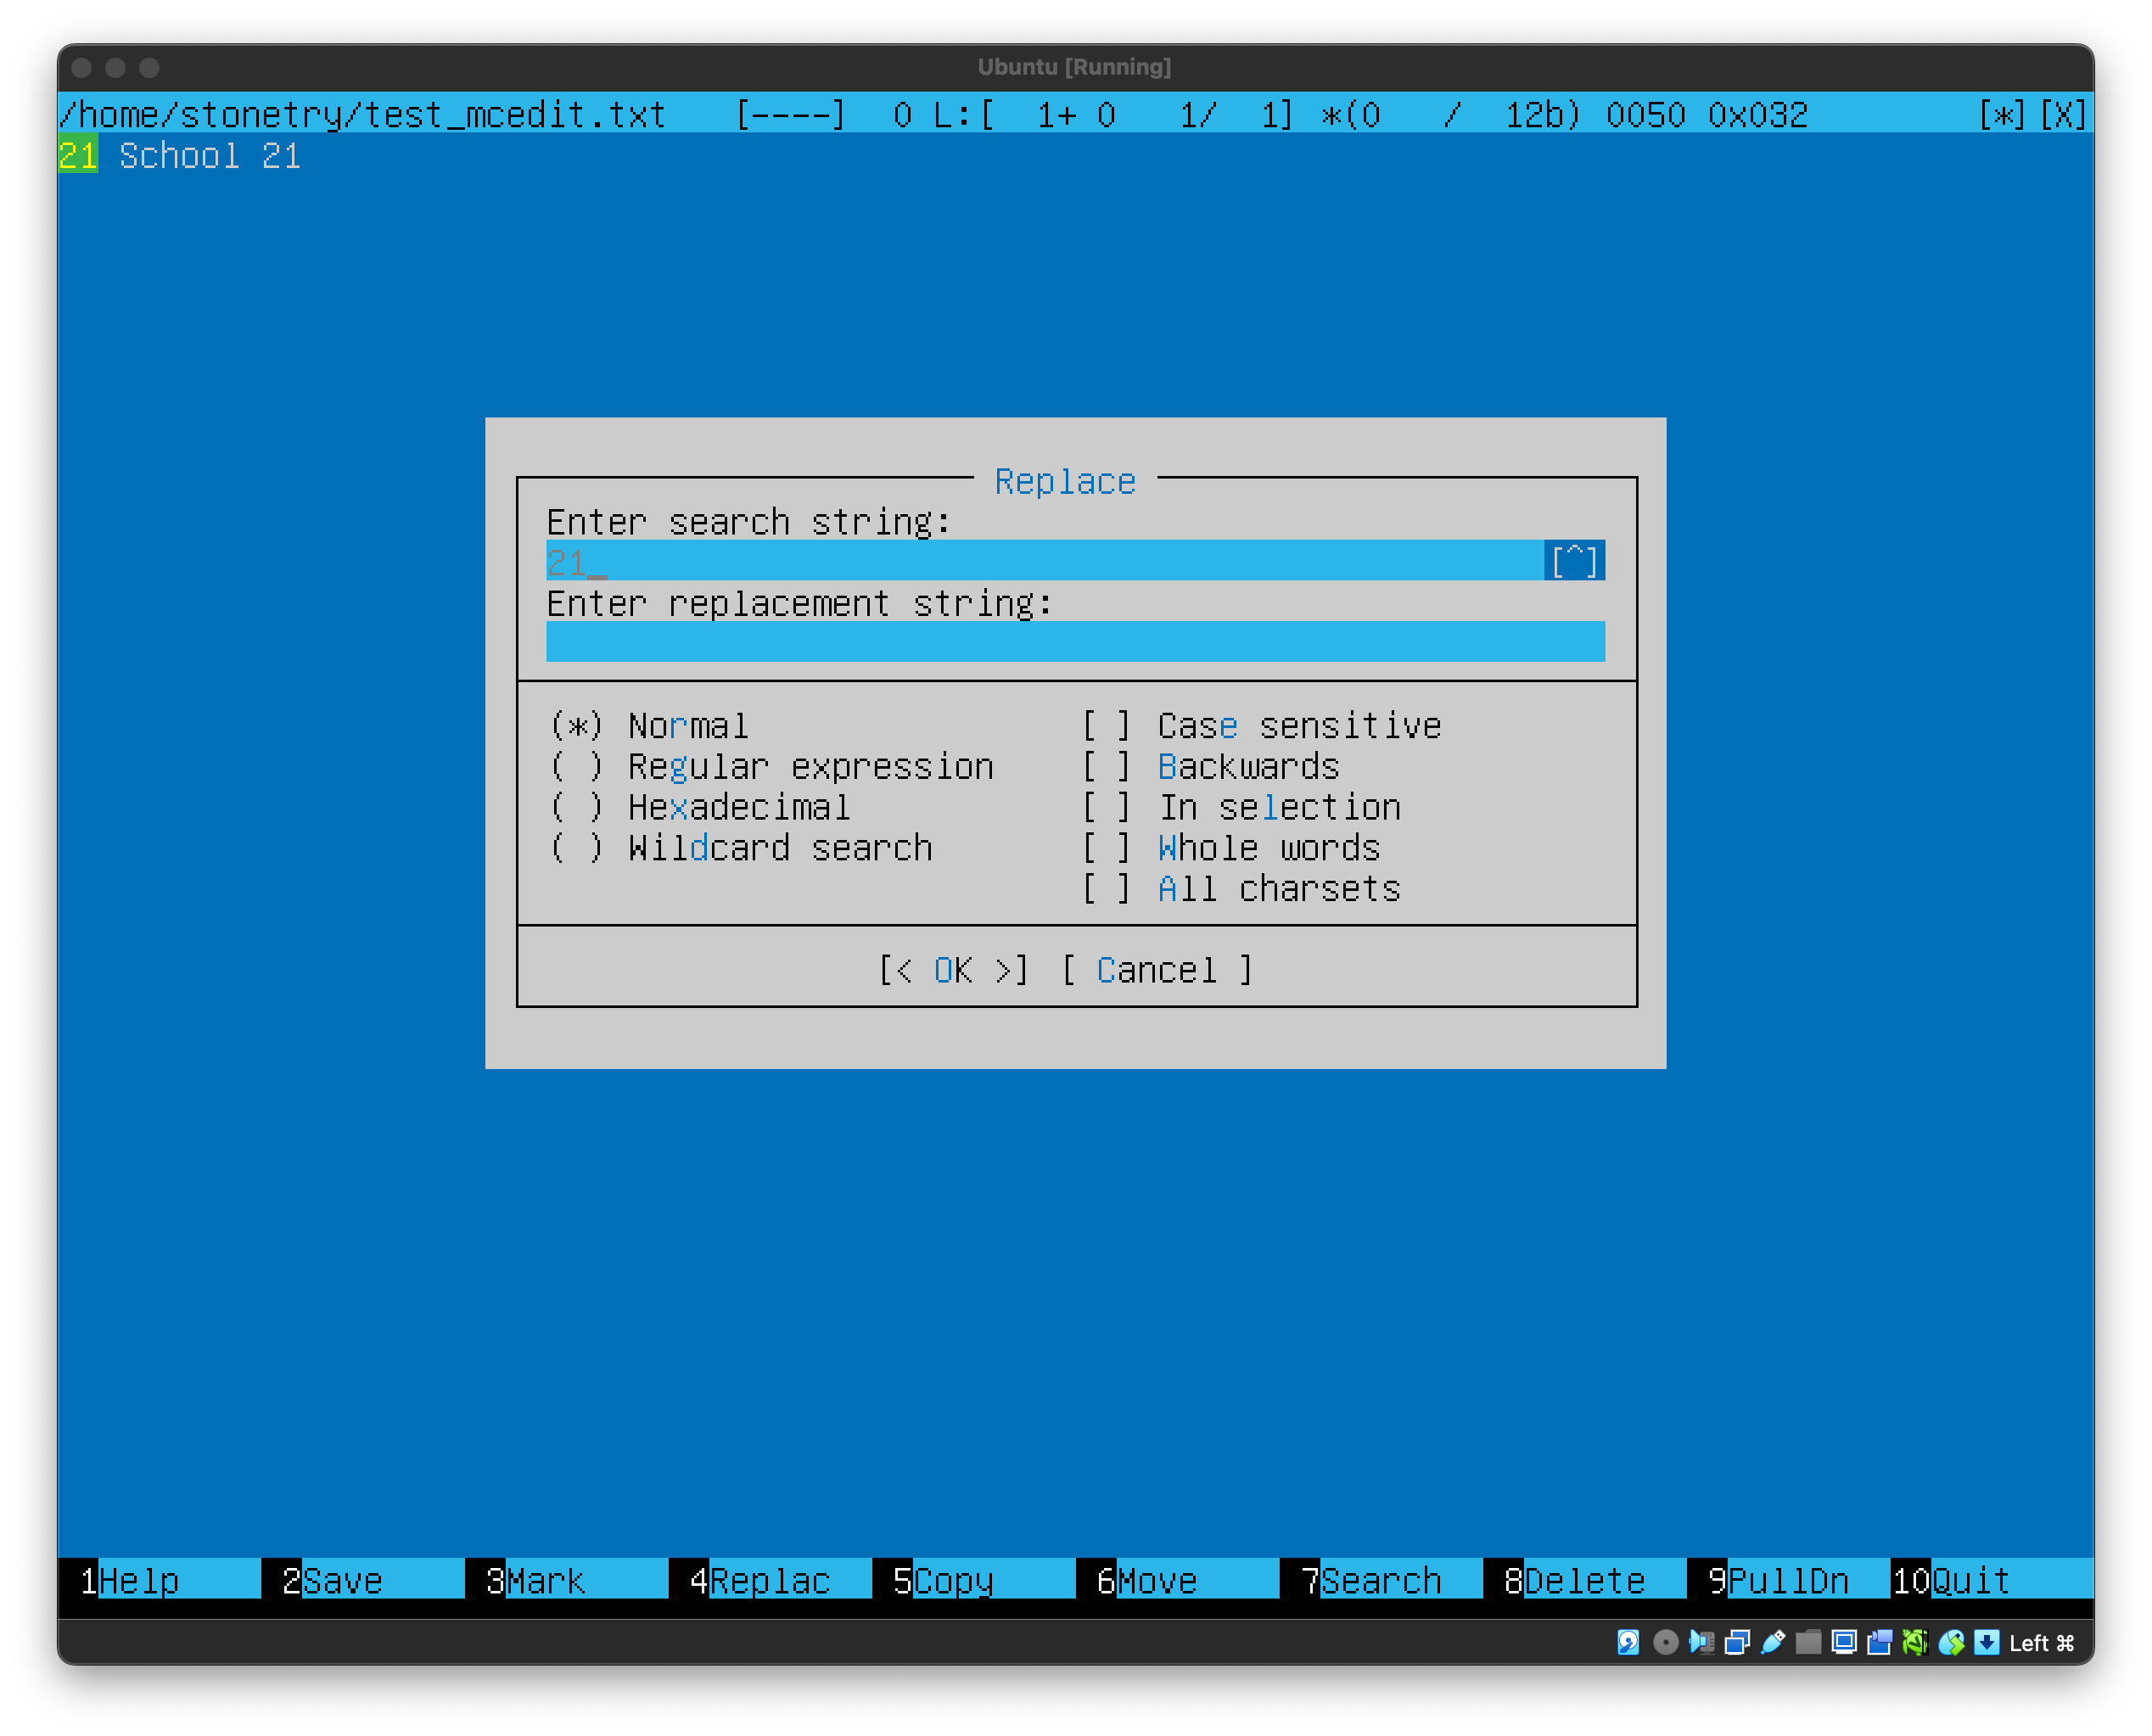 Ubuntu [Running]
/home/stonetry/test_mcedit.txt [----] 0 L:[ 1+ 0 1/ 1] *(0 / 12b) 0050 0x032 [*][X]
21 School 21
Replace
Enter search string:
21_ [^]
Enter replacement string:
(*) Normal [ ] Case sensitive
( ) Regular expression [ ] Backwards
( ) Hexadecimal [ ] In selection
( ) Wildcard search [ ] Whole words
[ ] All charsets
[< OK >] [ Cancel ]
1Help 2Save 3Mark 4Replac 5Copy 6Move 7Search 8Delete 9PullDn 10Quit
Left ⌘